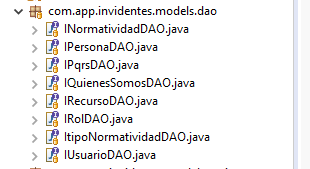 com.app.invidentes.models.dao
INormatividadDAO.java
IPersonaDAO.java
IPqrsDAO.java
IQuienesSomosDAO.java
IRecursoDAO.java
IRolDAO.java
ItipoNormatividadDAO.java
IUsuarioDAO.java